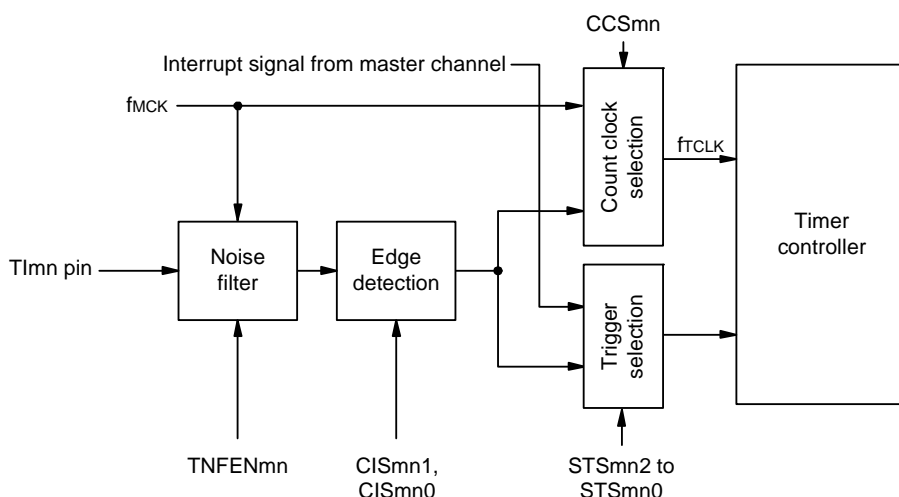 CCSmn
Interrupt signal from master channel
fMCK
Count clock
selection
fTCLK
Timer
controller
TImn pin
Noise
filter
Edge
detection
Trigger
selection
TNFENmn
CISmn1,
CISmn0
STSmn2 to
STSmn0